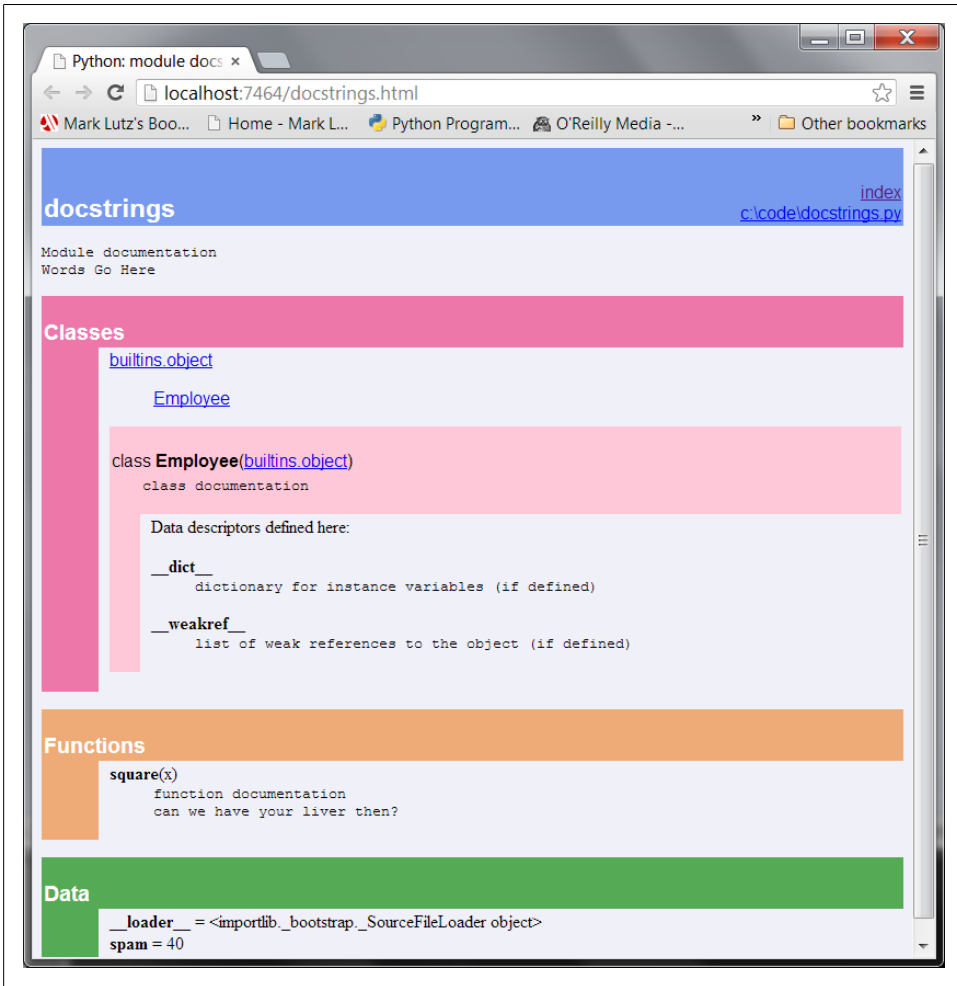 Python: module docs ×
localhost:7464/docstrings.html
Mark Lutz's Boo... Home - Mark L... Python Program... O'Reilly Media -... » Other bookmarks
index
docstrings c:\code\docstrings.py
Module documentation
Words Go Here
Classes
builtins.object
Employee
class Employee(builtins.object)
class documentation
Data descriptors defined here:
__dict__
dictionary for instance variables (if defined)
__weakref__
list of weak references to the object (if defined)
Functions
square(x)
function documentation
can we have your liver then?
Data
__loader__ = <importlib._bootstrap._SourceFileLoader object>
spam = 40